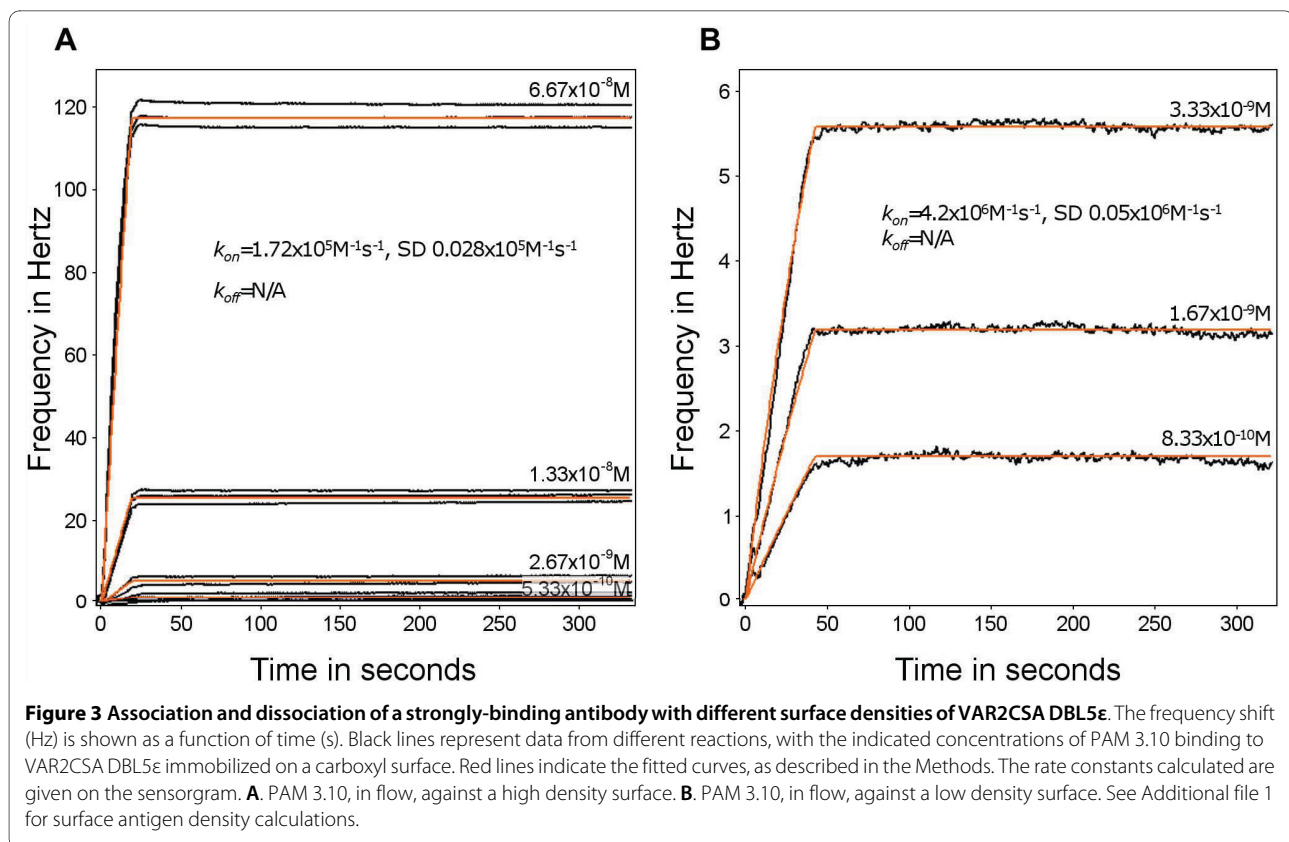 A
Frequency in Hertz
120
100
80
60
40
20
0
6.67x10⁻⁸M
kon=1.72x10⁵M⁻¹s⁻¹, SD 0.028x10⁵M⁻¹s⁻¹
koff=N/A
1.33x10⁻⁸M
2.67x10⁻⁹M
5.33x10⁻¹⁰M
0 50 100 150 200 250 300
Time in seconds
B
Frequency in Hertz
6
5
4
3
2
1
0
3.33x10⁻⁹M
kon=4.2x10⁶M⁻¹s⁻¹, SD 0.05x10⁶M⁻¹s⁻¹
koff=N/A
1.67x10⁻⁹M
8.33x10⁻¹⁰M
0 50 100 150 200 250 300
Time in seconds
Figure 3 Association and dissociation of a strongly-binding antibody with different surface densities of VAR2CSA DBL5ε. The frequency shift
(Hz) is shown as a function of time (s). Black lines represent data from different reactions, with the indicated concentrations of PAM 3.10 binding to
VAR2CSA DBL5ε immobilized on a carboxyl surface. Red lines indicate the fitted curves, as described in the Methods. The rate constants calculated are
given on the sensorgram. A. PAM 3.10, in flow, against a high density surface. B. PAM 3.10, in flow, against a low density surface. See Additional file 1
for surface antigen density calculations.